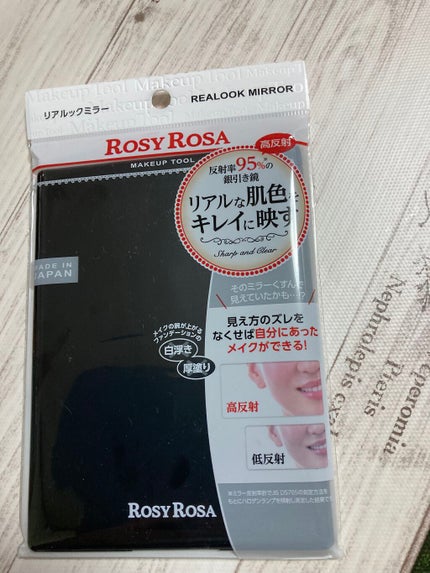 Makeup Tool Makeup Tool Makeup Tool
リアルックミラー
REALOOK MIRROR
ROSY ROSA
MAKEUP TOOL
高反射
反射率95%*の
銀引き鏡
リアルな肌色を
キレイに映す
Sharp and Clear
MADE IN
JAPAN
そのミラーくすんで
見えていたかも…!?
見え方のズレを
なくせば自分にあった
メイクができる!
メイクの腕が上がる
ファンデーションの
白浮き
厚塗り
高反射
低反射
ROSY ROSA
Nephrolepis
Pteris
Peperomia